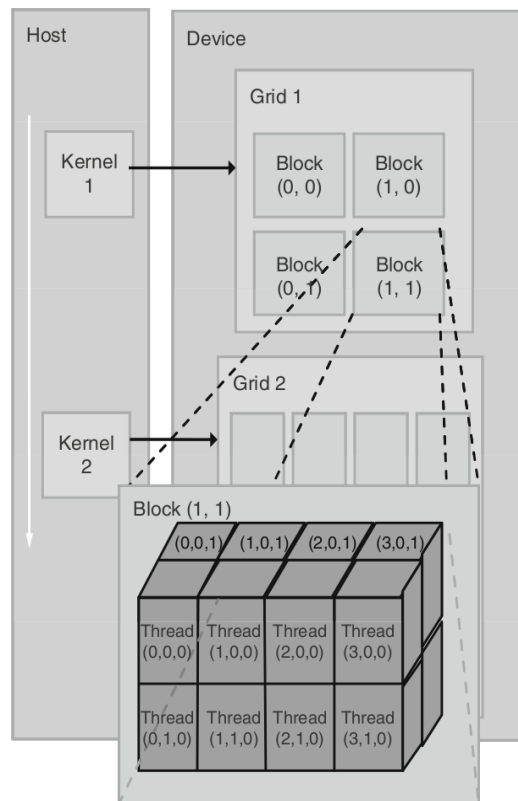 Host
Device
Grid 1
Kernel
1
Block
(0, 0)
Block
(1, 0)
Block
(0, 1)
Block
(1, 1)
Grid 2
Kernel
2
Block (1, 1)
(0,0,1)
(1,0,1)
(2,0,1)
(3,0,1)
Thread
(0,0,0)
Thread
(1,0,0)
Thread
(2,0,0)
Thread
(3,0,0)
Thread
(0,1,0)
Thread
(1,1,0)
Thread
(2,1,0)
Thread
(3,1,0)